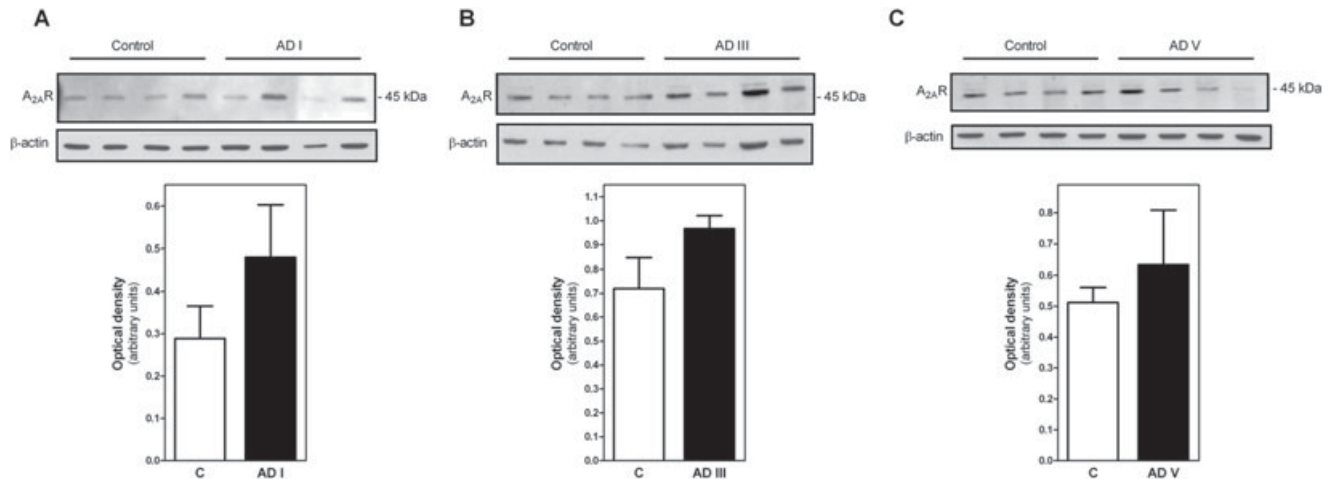 A
Control AD I
A2AR - 45 kDa
β-actin
Optical density
(arbitrary units)
0.6
0.5
0.4
0.3
0.2
0.1
0.0
C AD I
B
Control AD III
A2AR - 45 kDa
β-actin
Optical density
(arbitrary units)
1.1
1.0
0.9
0.8
0.7
0.6
0.5
0.4
0.3
0.2
0.1
0.0
C AD III
C
Control AD V
A2AR - 45 kDa
β-actin
Optical density
(arbitrary units)
0.8
0.7
0.6
0.5
0.4
0.3
0.2
0.1
0.0
C AD V